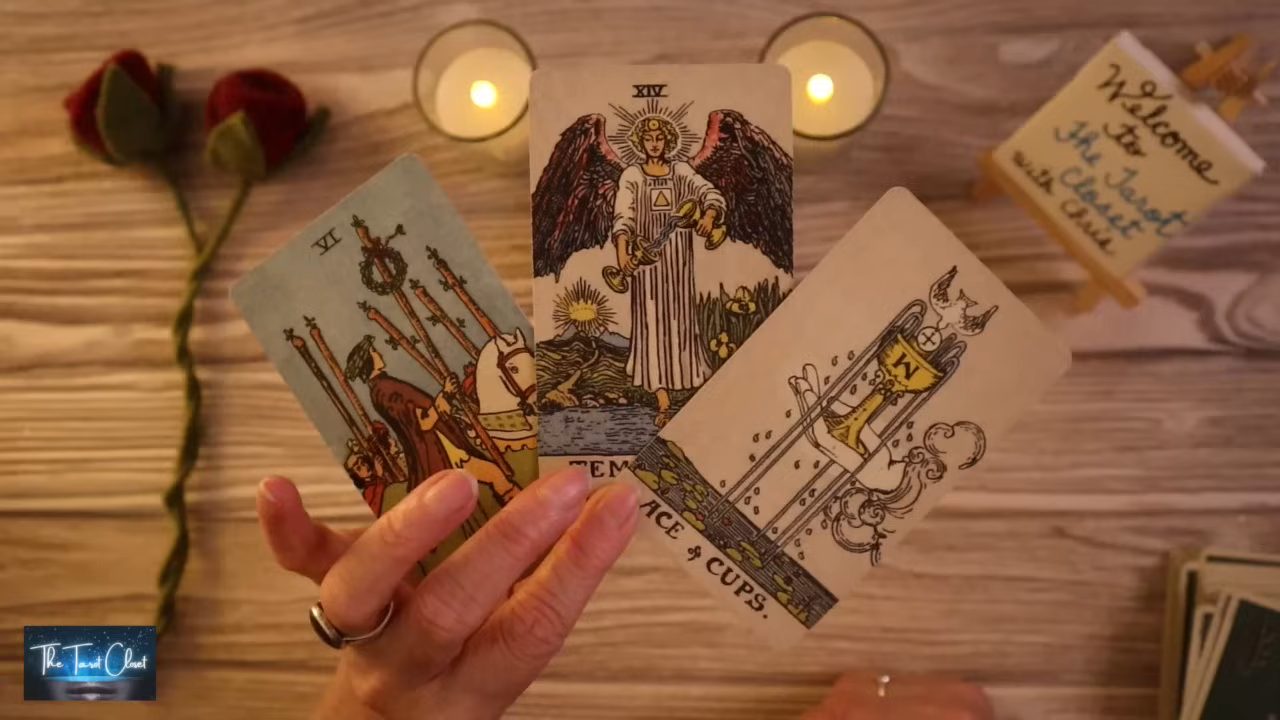 XIV
VI
TEM
ACE of CUPS.
W
Welcome
to
The Tarot
Closet
with Chris
The Tarot Closet